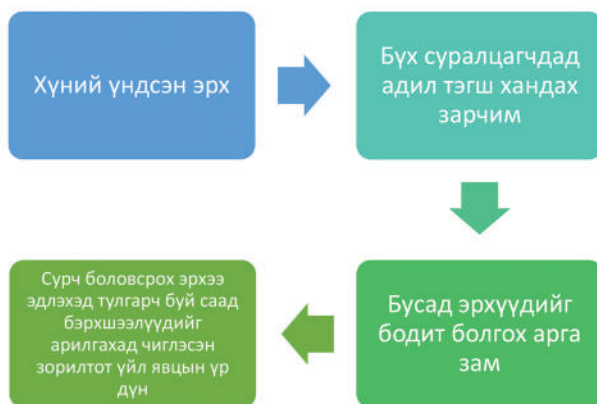 Хүний үндсэн эрх
Бүх суралцагчдад
адил тэгш хандах
зарчим
Бусад эрхүүдийг
бодит болгох арга
зам
Сурч боловсрох эрхээ
эдлэхэд тулгарч буй саад
бэрхшээлүүдийг
арилгахад чиглэсэн
зорилтот үйл явцын үр
дүн